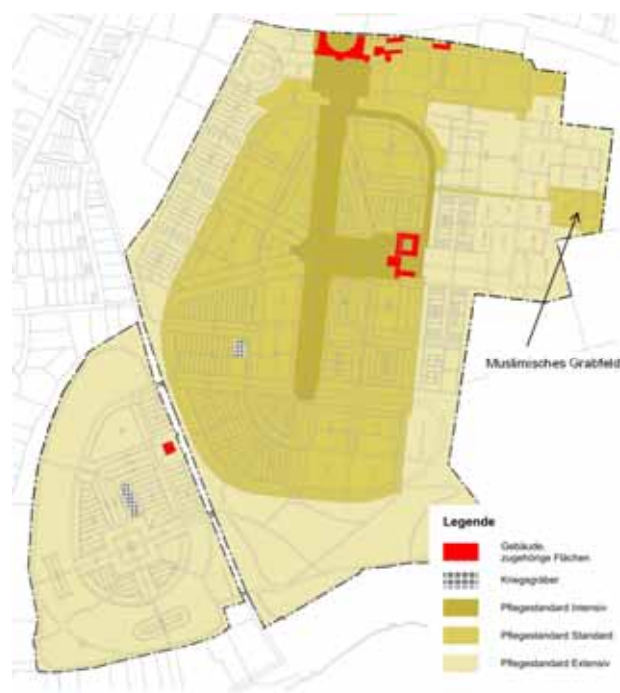 Muslimisches Grabfeld
Legende
Gebäude,
zugehörige Flächen
Kriegsgräber
Pflegestandard Intensiv
Pflegestandard Standard
Pflegestandard Extensiv